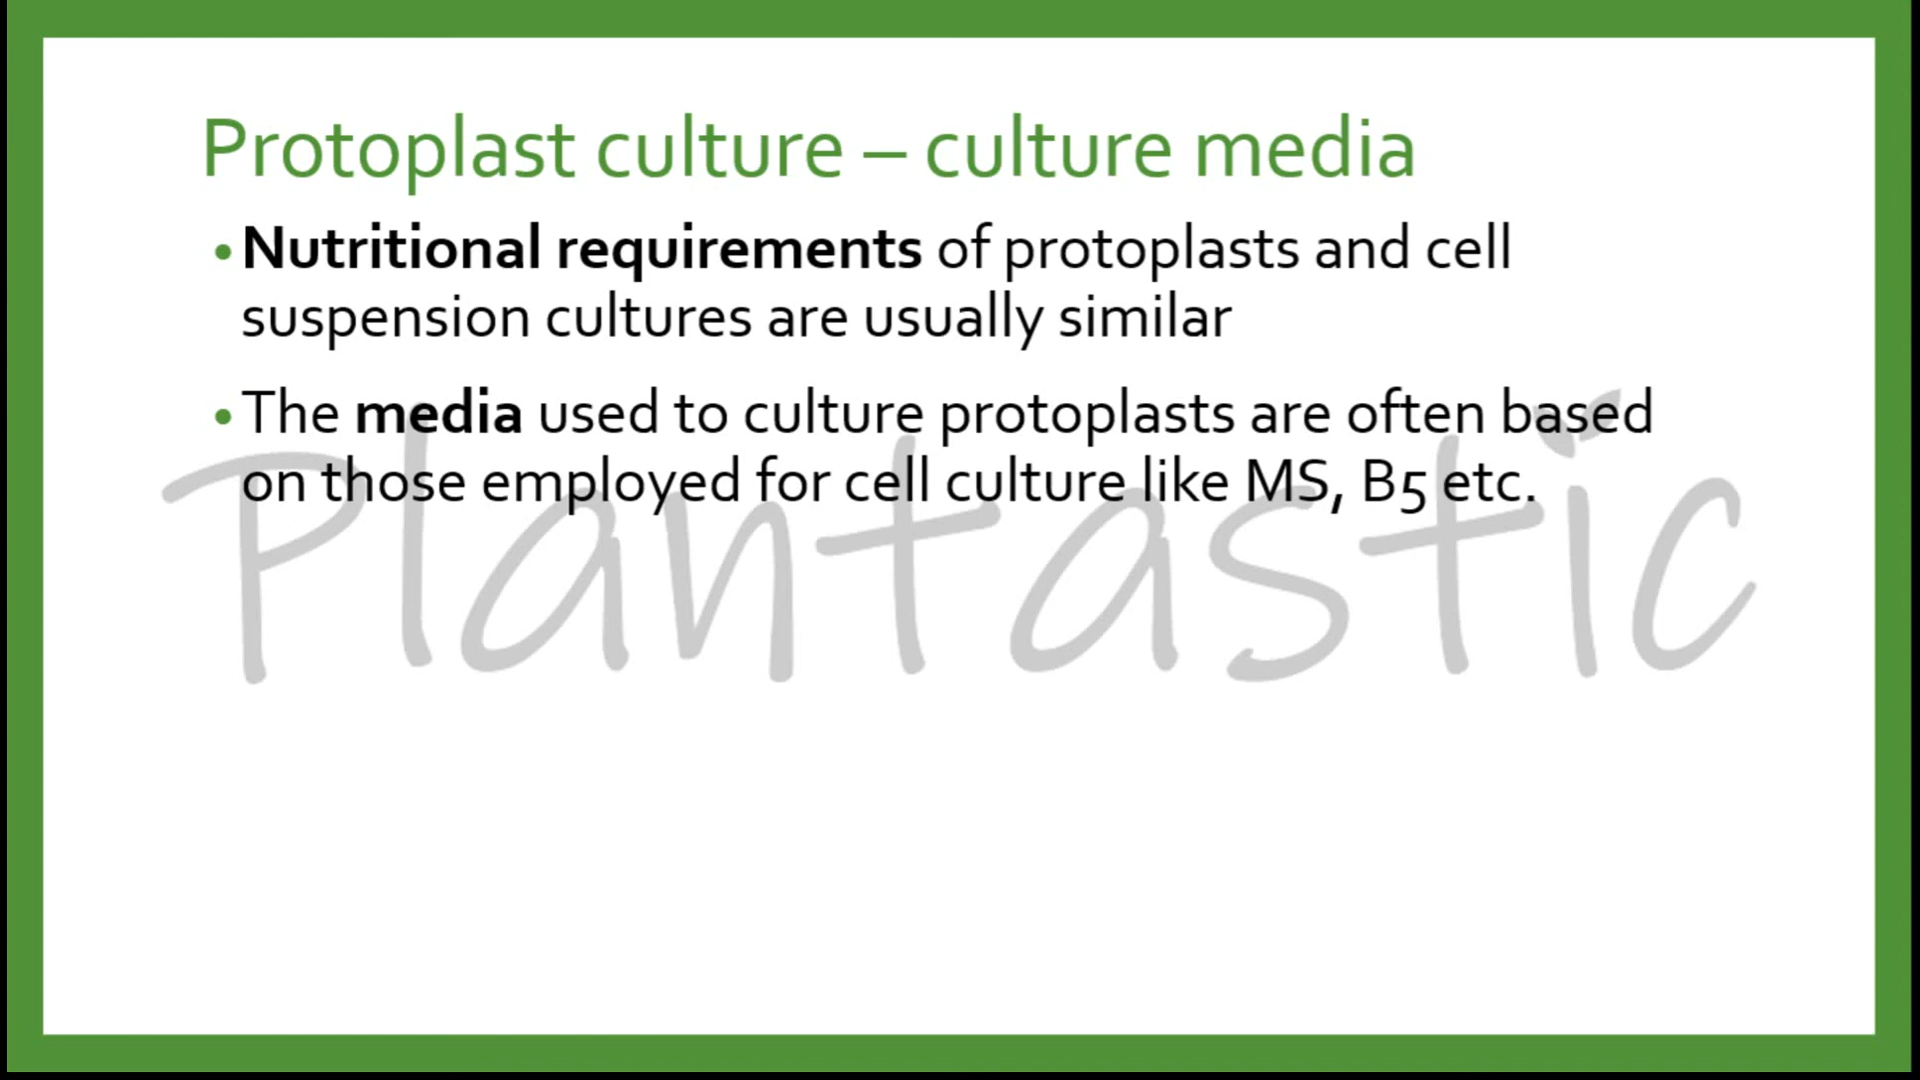 Protoplast culture – culture media
•Nutritional requirements of protoplasts and cell
suspension cultures are usually similar
•The media used to culture protoplasts are often based
on those employed for cell culture like MS, B5 etc.
Plantastic